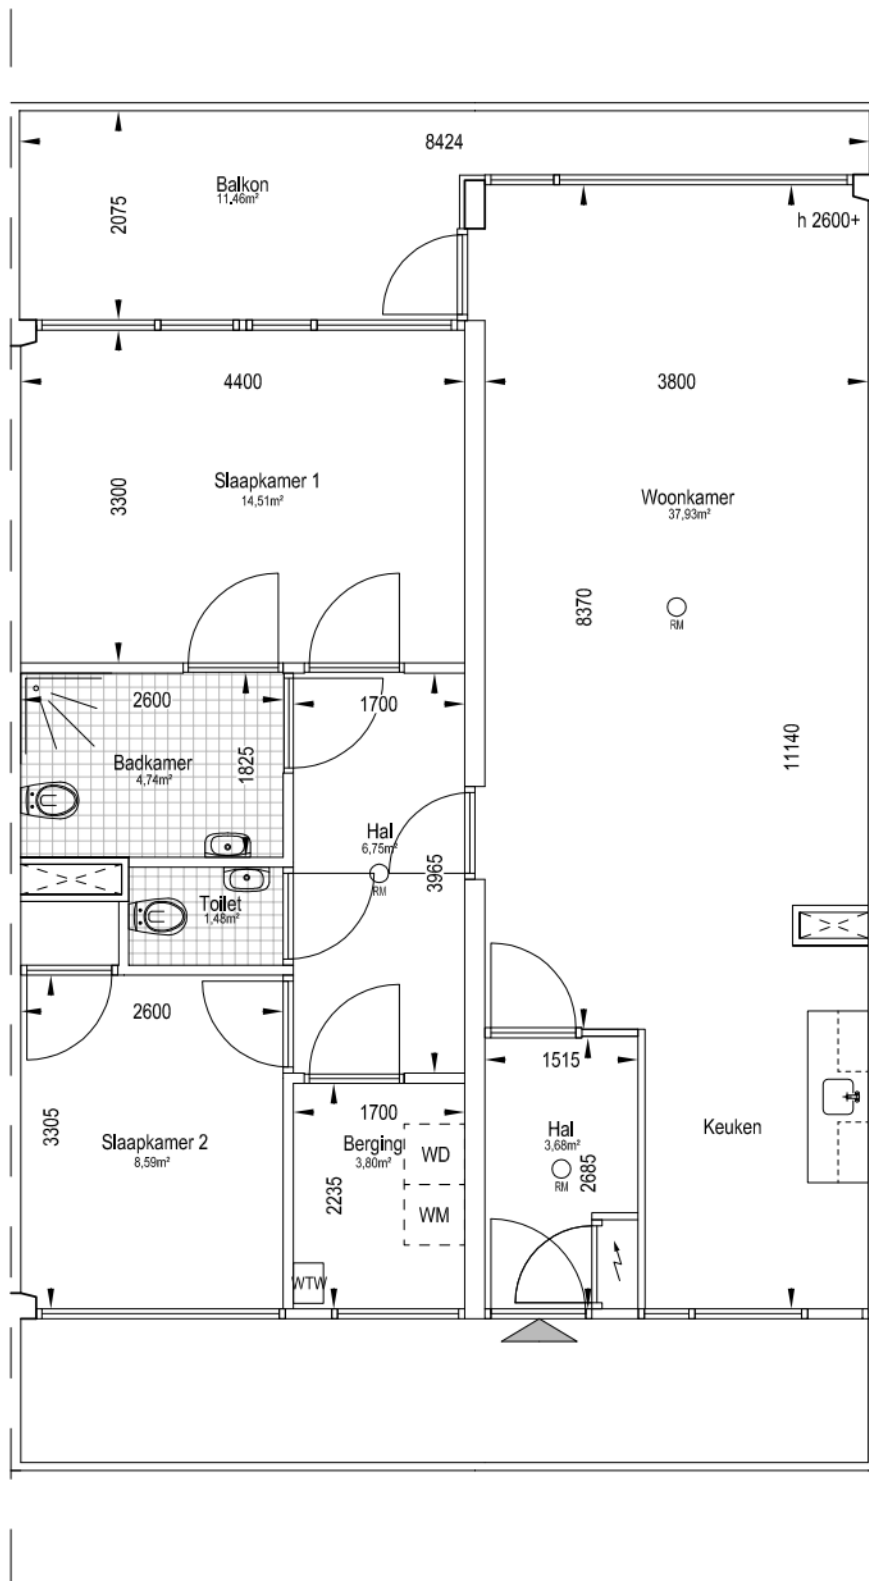 8424
Balkon
11.46m²
2075
h 2600+
4400
3800
Slaapkamer 1
14,51m²
3300
Woonkamer
37,93m²
8370
RM
2600
1700
Badkamer
4,74m²
1825
11140
Hal
6,75m²
3965
RM
Toilet
1,48m²
2600
1515
3305
1700
Slaapkamer 2
8,59m²
Berging
3,80m²
WD
Hal
3,68m²
Keuken
2235
2685
RM
WM
WTW